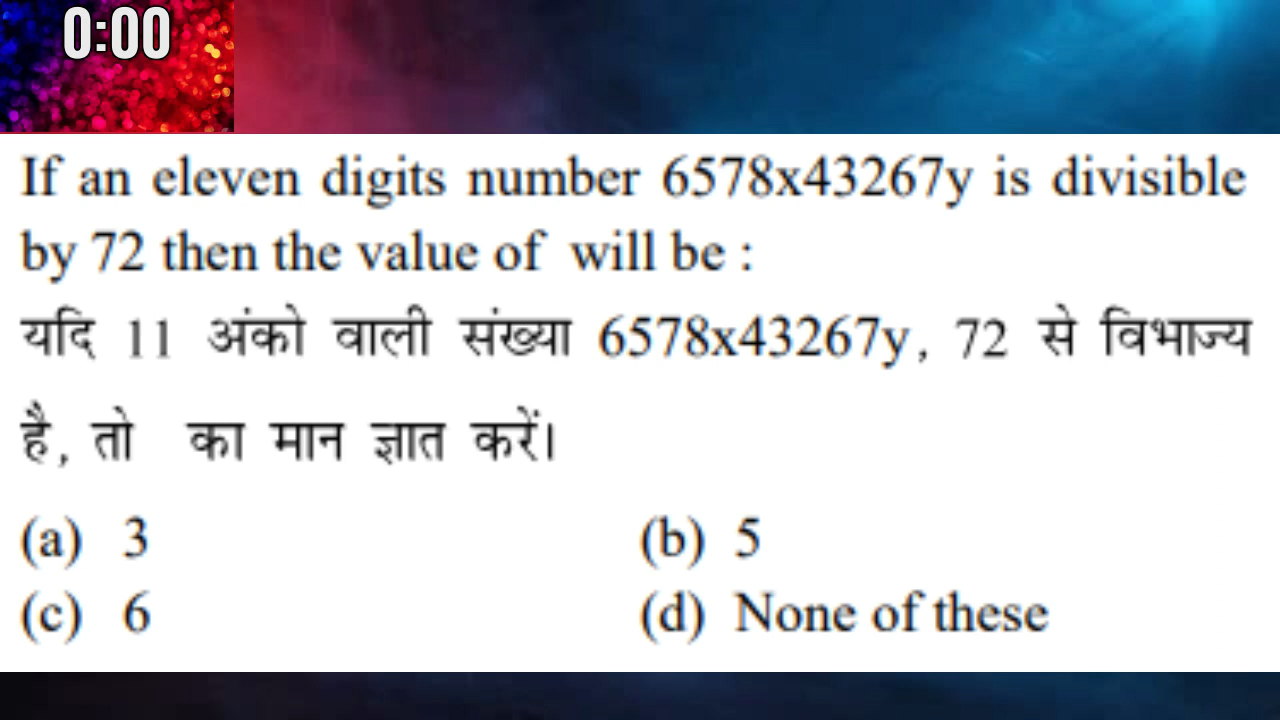 0:00
If an eleven digits number 6578x43267y is divisible
by 72 then the value of will be :
यदि 11 अंको वाली संख्या 6578x43267y, 72 से विभाज्य
है, तो का मान ज्ञात करें।
(a) 3 (b) 5
(c) 6 (d) None of these